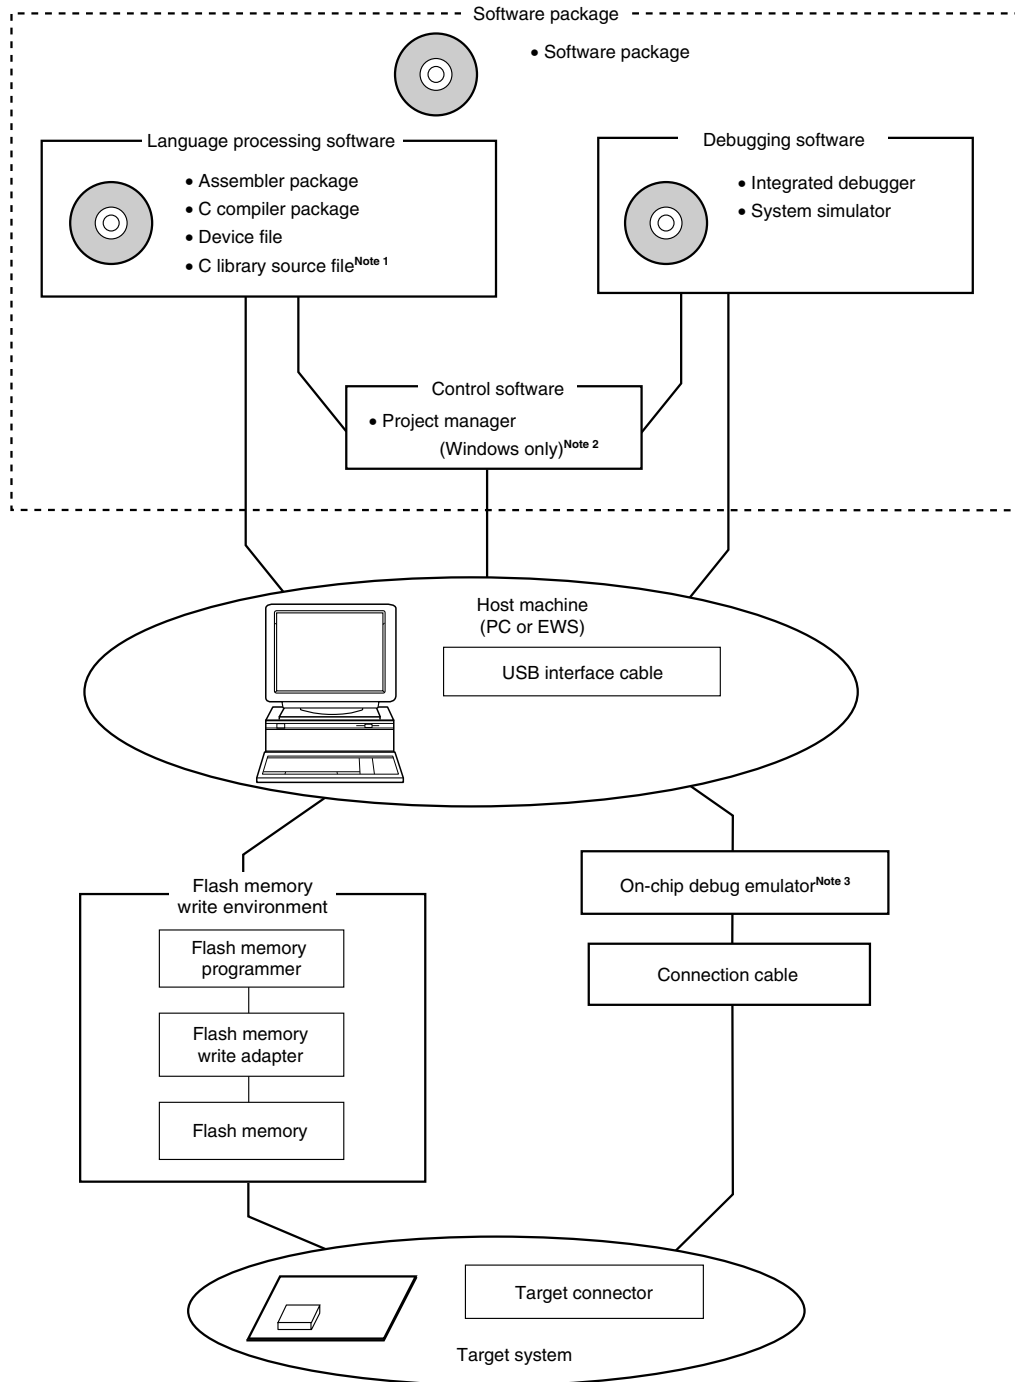 Software package
• Software package
Language processing software
• Assembler package
• C compiler package
• Device file
• C library source fileNote 1
Debugging software
• Integrated debugger
• System simulator
Control software
• Project manager
(Windows only)Note 2
Host machine
(PC or EWS)
USB interface cable
Flash memory
write environment
Flash memory
programmer
Flash memory
write adapter
Flash memory
On-chip debug emulatorNote 3
Connection cable
Target connector
Target system